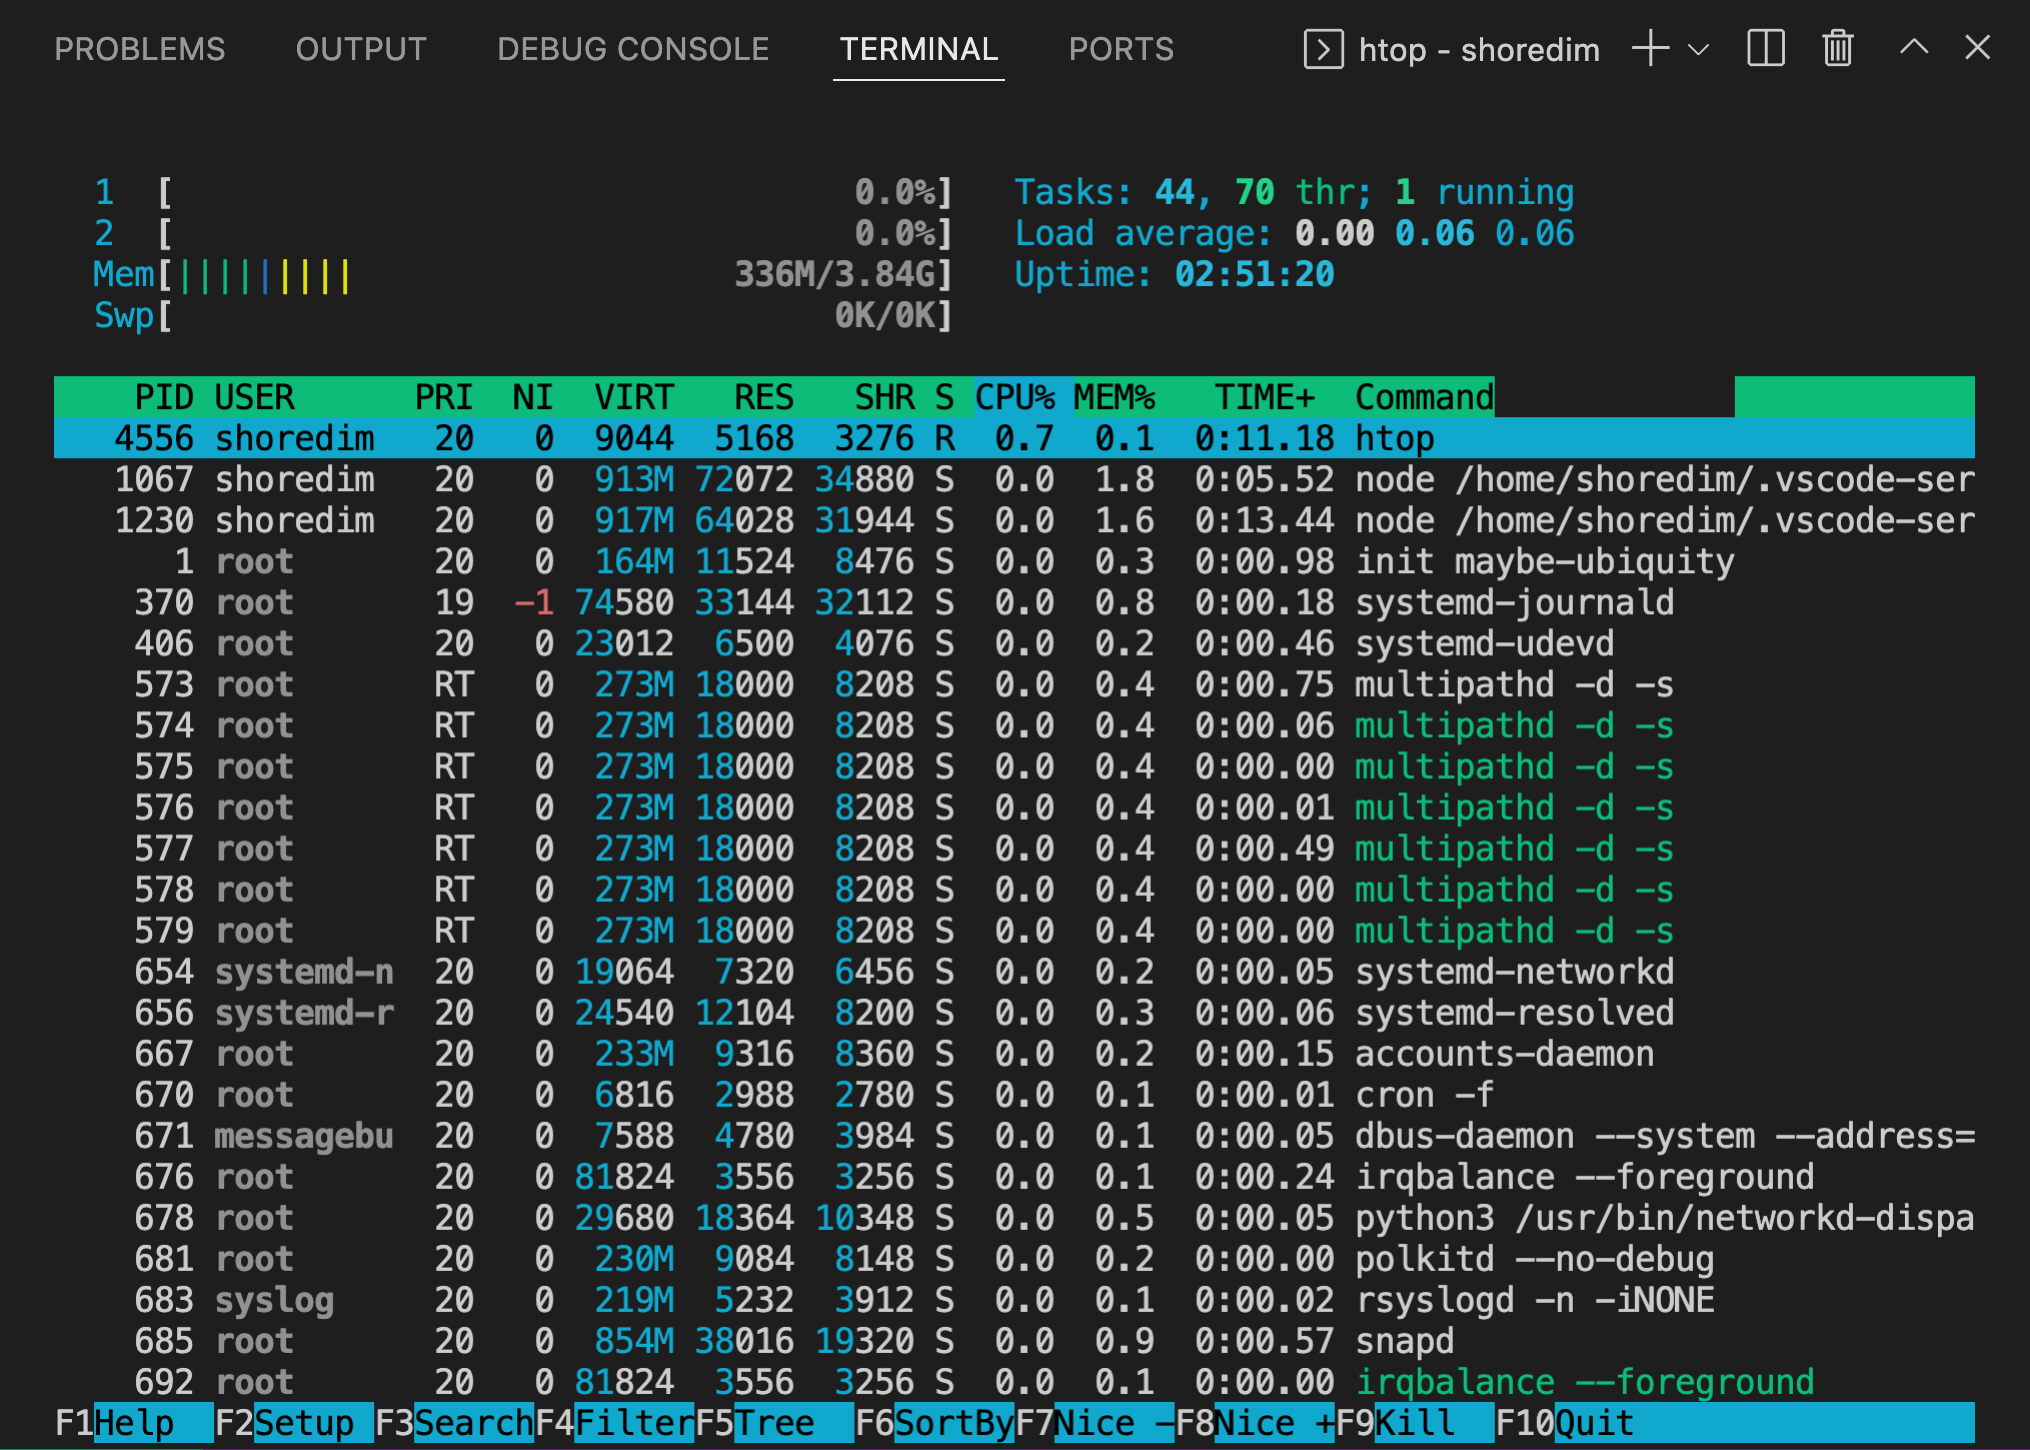 PROBLEMS OUTPUT DEBUG CONSOLE TERMINAL PORTS htop - shoredim
1 [ 0.0%] Tasks: 44, 70 thr; 1 running
2 [ 0.0%] Load average: 0.00 0.06 0.06
Mem[||||||||| 336M/3.84G] Uptime: 02:51:20
Swp[ 0K/0K]
PID USER PRI NI VIRT RES SHR S CPU% MEM% TIME+ Command
4556 shoredim 20 0 9044 5168 3276 R 0.7 0.1 0:11.18 htop
1067 shoredim 20 0 913M 72072 34880 S 0.0 1.8 0:05.52 node /home/shoredim/.vscode-ser
1230 shoredim 20 0 917M 64028 31944 S 0.0 1.6 0:13.44 node /home/shoredim/.vscode-ser
1 root 20 0 164M 11524 8476 S 0.0 0.3 0:00.98 init maybe-ubiquity
370 root 19 -1 74580 33144 32112 S 0.0 0.8 0:00.18 systemd-journald
406 root 20 0 23012 6500 4076 S 0.0 0.2 0:00.46 systemd-udevd
573 root RT 0 273M 18000 8208 S 0.0 0.4 0:00.75 multipathd -d -s
574 root RT 0 273M 18000 8208 S 0.0 0.4 0:00.06 multipathd -d -s
575 root RT 0 273M 18000 8208 S 0.0 0.4 0:00.00 multipathd -d -s
576 root RT 0 273M 18000 8208 S 0.0 0.4 0:00.01 multipathd -d -s
577 root RT 0 273M 18000 8208 S 0.0 0.4 0:00.49 multipathd -d -s
578 root RT 0 273M 18000 8208 S 0.0 0.4 0:00.00 multipathd -d -s
579 root RT 0 273M 18000 8208 S 0.0 0.4 0:00.00 multipathd -d -s
654 systemd-n 20 0 19064 7320 6456 S 0.0 0.2 0:00.05 systemd-networkd
656 systemd-r 20 0 24540 12104 8200 S 0.0 0.3 0:00.06 systemd-resolved
667 root 20 0 233M 9316 8360 S 0.0 0.2 0:00.15 accounts-daemon
670 root 20 0 6816 2988 2780 S 0.0 0.1 0:00.01 cron -f
671 messagebu 20 0 7588 4780 3984 S 0.0 0.1 0:00.05 dbus-daemon --system --address=
676 root 20 0 81824 3556 3256 S 0.0 0.1 0:00.24 irqbalance --foreground
678 root 20 0 29680 18364 10348 S 0.0 0.5 0:00.05 python3 /usr/bin/networkd-dispa
681 root 20 0 230M 9084 8148 S 0.0 0.2 0:00.00 polkitd --no-debug
683 syslog 20 0 219M 5232 3912 S 0.0 0.1 0:00.02 rsyslogd -n -iNONE
685 root 20 0 854M 38016 19320 S 0.0 0.9 0:00.57 snapd
692 root 20 0 81824 3556 3256 S 0.0 0.1 0:00.00 irqbalance --foreground
F1Help F2Setup F3SearchF4FilterF5Tree F6SortByF7Nice -F8Nice +F9Kill F10Quit